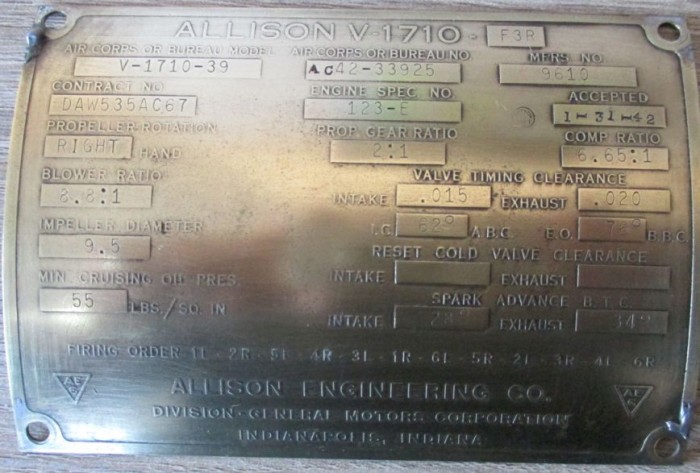 ALLISON V-1710- F3R
AIR CORPS OR BUREAU MODEL AIR CORPS OR BUREAU NO. MFRS. NO.
V-1710-39 AC42-33925 9610
CONTRACT NO. ENGINE SPEC. NO. ACCEPTED
DAW535AC67 123-E 1-31-42
PROPELLER ROTATION PROP. GEAR RATIO COMP. RATIO
RIGHT HAND 2:1 6.65:1
BLOWER RATIO VALVE TIMING CLEARANCE
8.8:1 INTAKE .015 EXHAUST .020
IMPELLER DIAMETER I.C. 62° A.B.C. E.O. B.B.C.
9.5 RESET COLD VALVE CLEARANCE
MIN. CRUISING OIL PRES. INTAKE EXHAUST
55 LBS/SQ. IN SPARK ADVANCE B.T.C.
INTAKE 28° EXHAUST 34°
FIRING ORDER-1L-2R-5L-4R-3L-1R-6L-5R-2L-3R-4L-6R
ALLISON ENGINEERING CO.
DIVISION-GENERAL MOTORS CORPORATION
INDIANAPOLIS, INDIANA